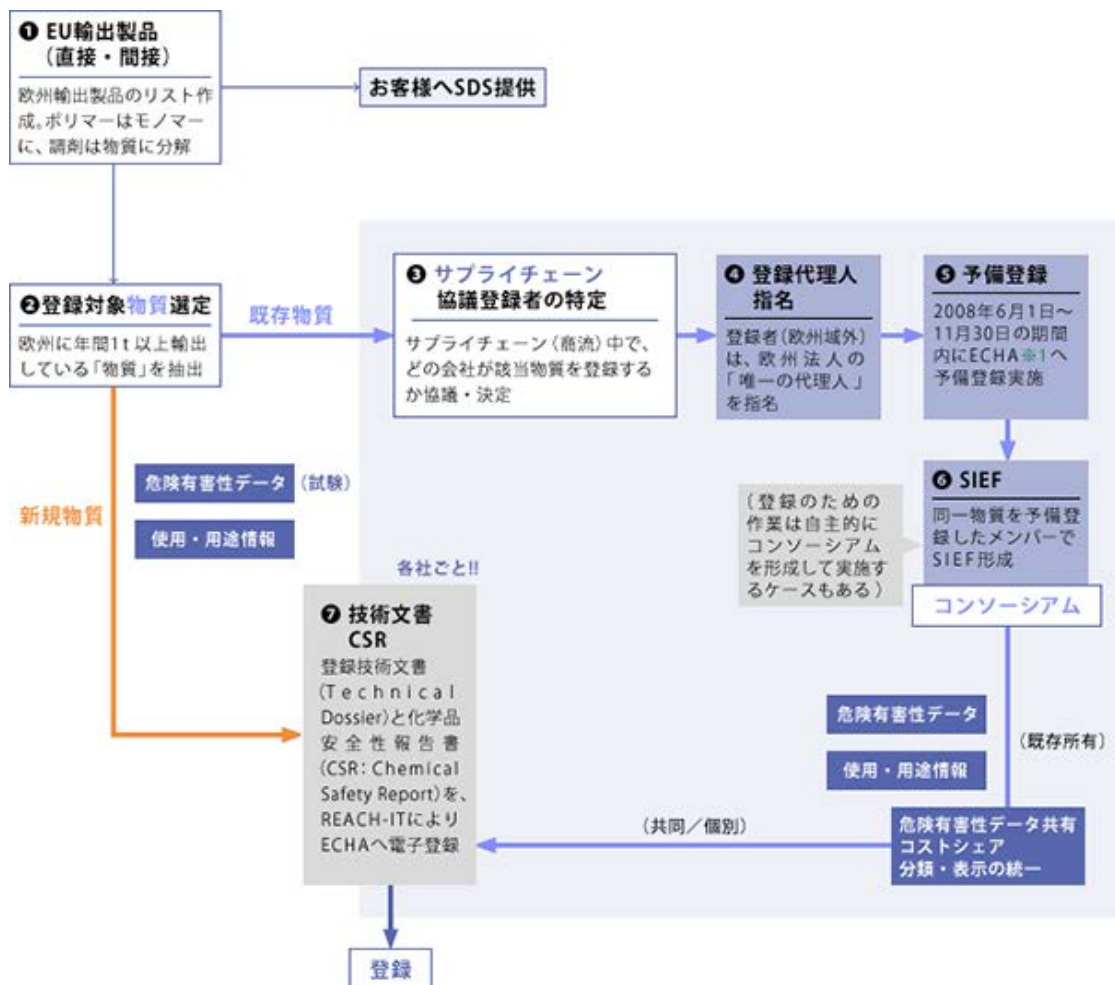 ❶ EU輸出製品
(直接・間接)
欧州輸出製品のリスト作
成。ポリマーはモノマー
に、調剤は物質に分解
お客様へSDS提供
❷登録対象物質選定
欧州に年間1t以上輸出
している「物質」を抽出
既存物質
❸ サプライチェーン
協議登録者の特定
サプライチェーン(商流)中で、
どの会社が該当物質を登録する
か協議・決定
❹ 登録代理人
指名
登録者(欧州域外)
は、欧州法人の
「唯一の代理人」
を指名
❺ 予備登録
2008年6月1日～
11月30日の期間
内にECHA※1へ
予備登録実施
新規物質
危険有害性データ (試験)
使用・用途情報
(登録のための
作業は自主的に
コンソーシアム
を形成して実施す
るケースもある)
❻ SIEF
同一物質を予備登
録したメンバーで
SIEF形成
コンソーシアム
各社ごと!!
❼ 技術文書
CSR
登録技術文書
(Technical
Dossier)と化学品
安全性報告書
(CSR: Chemical
Safety Report)を、
REACH-ITにより
ECHAへ電子登録
危険有害性データ
使用・用途情報
(既存所有)
(共同／個別)
危険有害性データ共有
コストシェア
分類・表示の統一
登録